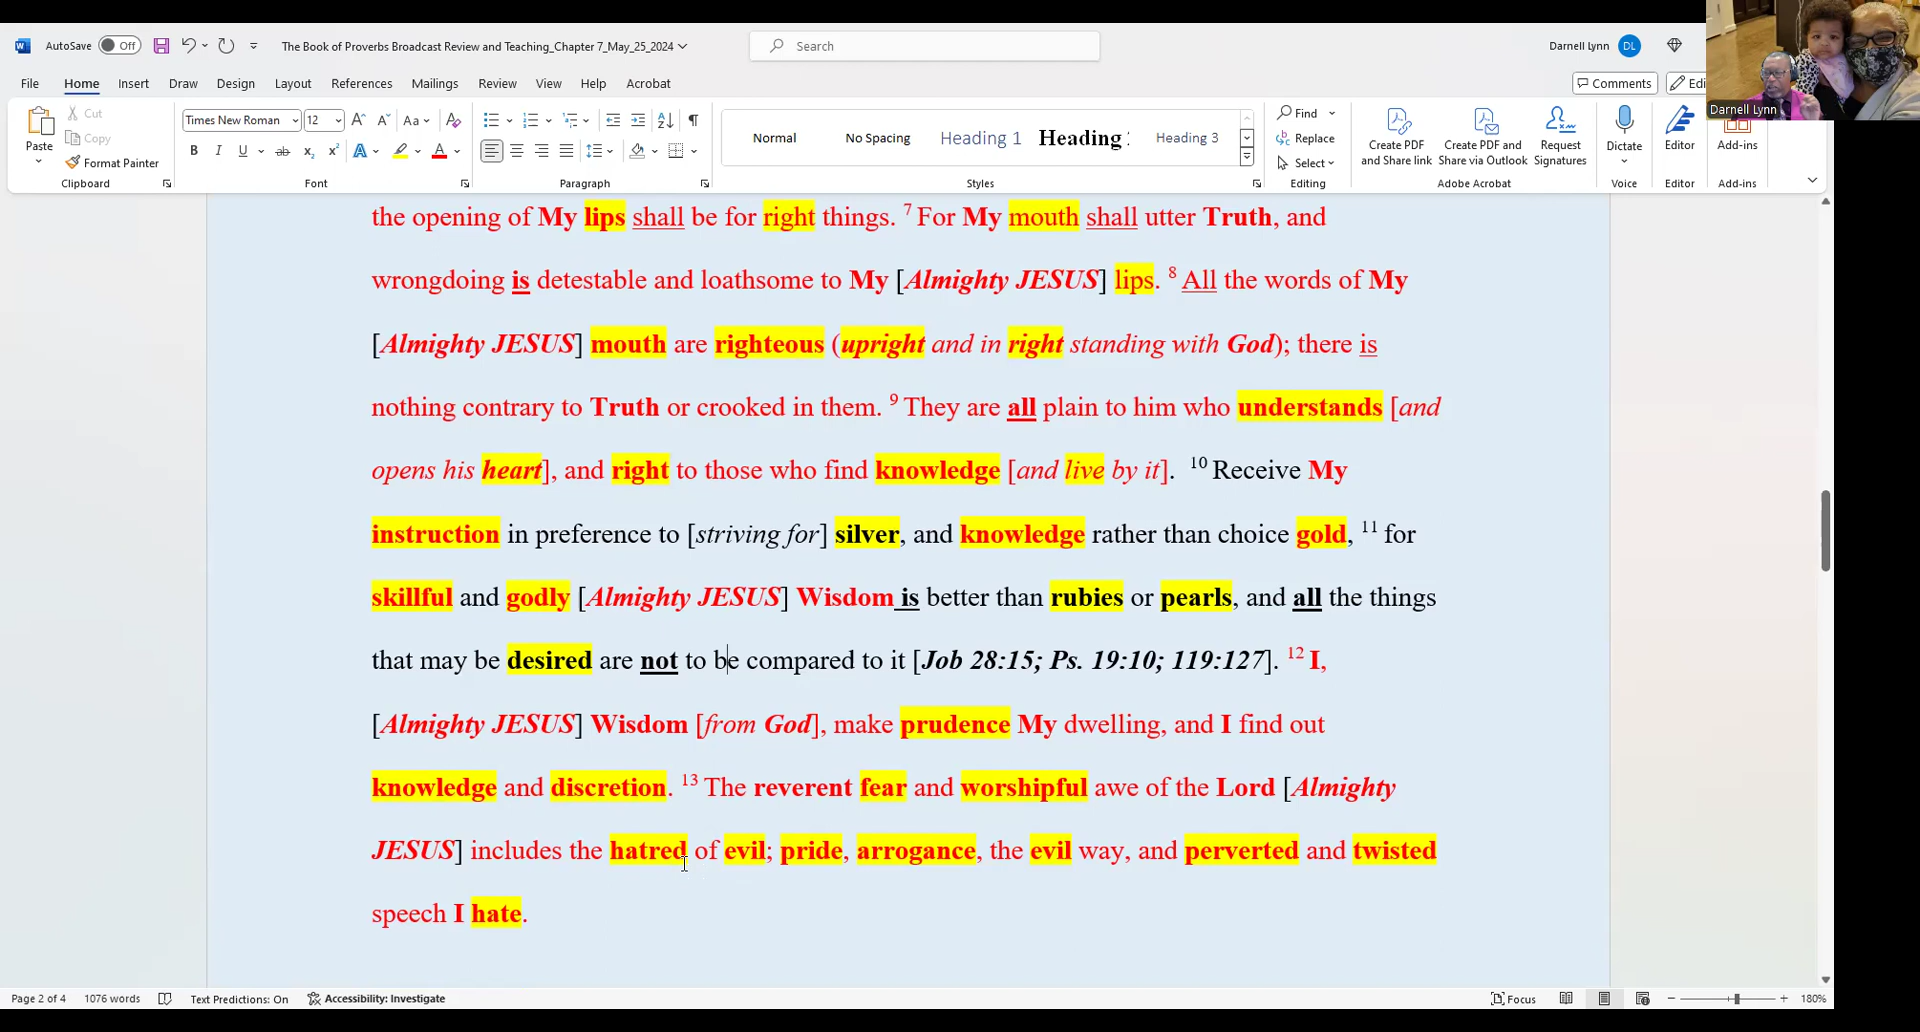 AutoSave Off
The Book of Proverbs Broadcast Review and Teaching_Chapter 7_May_25_2024
Search
Darnell Lynn DL
File Home Insert Draw Design Layout References Mailings Review View Help Acrobat
Comments
Darnell Lynn
Paste
Cut
Copy
Format Painter
Clipboard
Times New Roman 12
Font
Paragraph
Normal No Spacing Heading 1 Heading Heading 3
Styles
Find
Replace
Select
Editing
Create PDF and Share link
Create PDF and Share via Outlook
Request Signatures
Adobe Acrobat
Dictate
Voice
Editor
Editor
Add-ins
Add-ins
the opening of My lips shall be for right things. 7 For My mouth shall utter Truth, and
wrongdoing is detestable and loathsome to My [Almighty JESUS] lips. 8 All the words of My
[Almighty JESUS] mouth are righteous (upright and in right standing with God); there is
nothing contrary to Truth or crooked in them. 9 They are all plain to him who understands [and
opens his heart], and right to those who find knowledge [and live by it]. 10 Receive My
instruction in preference to [striving for] silver, and knowledge rather than choice gold, 11 for
skillful and godly [Almighty JESUS] Wisdom is better than rubies or pearls, and all the things
that may be desired are not to be compared to it [Job 28:15; Ps. 19:10; 119:127]. 12 I,
[Almighty JESUS] Wisdom [from God], make prudence My dwelling, and I find out
knowledge and discretion. 13 The reverent fear and worshipful awe of the Lord [Almighty
JESUS] includes the hatred of evil; pride, arrogance, the evil way, and perverted and twisted
speech I hate.
Page 2 of 4 1076 words Text Predictions: On Accessibility: Investigate Focus 180%